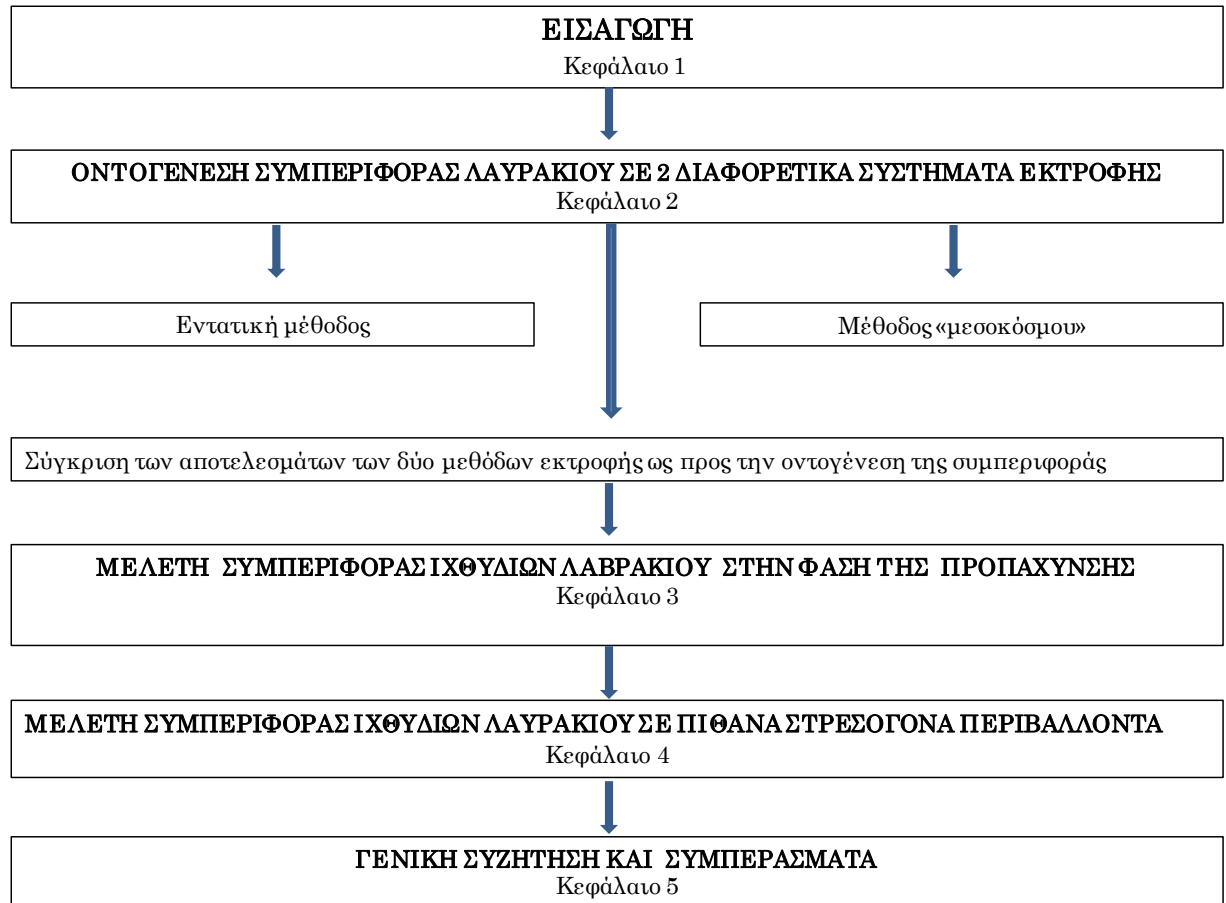 ΕΙΣΑΓΩΓΗ
Κεφάλαιο 1
ΟΝΤΟΓΕΝΕΣΗ ΣΥΜΠΕΡΙΦΟΡΑΣ ΛΑΥΡΑΚΙΟΥ ΣΕ 2 ΔΙΑΦΟΡΕΤΙΚΑ ΣΥΣΤΗΜΑΤΑ ΕΚΤΡΟΦΗΣ
Κεφάλαιο 2
Εντατική μέθοδος
Μέθοδος «μεσοκόσμου»
Σύγκριση των αποτελεσμάτων των δύο μεθόδων εκτροφής ως προς την οντογένεση της συμπεριφοράς
ΜΕΛΕΤΗ ΣΥΜΠΕΡΙΦΟΡΑΣ ΙΧΘΥΔΙΩΝ ΛΑΒΡΑΚΙΟΥ ΣΤΗΝ ΦΑΣΗ ΤΗΣ ΠΡΟΠΑΧΥΝΣΗΣ
Κεφάλαιο 3
ΜΕΛΕΤΗ ΣΥΜΠΕΡΙΦΟΡΑΣ ΙΧΘΥΔΙΩΝ ΛΑΥΡΑΚΙΟΥ ΣΕ ΠΙΘΑΝΑ ΣΤΡΕΣΟΓΟΝΑ ΠΕΡΙΒΑΛΛΟΝΤΑ
Κεφάλαιο 4
ΓΕΝΙΚΗ ΣΥΖΗΤΗΣΗ ΚΑΙ ΣΥΜΠΕΡΑΣΜΑΤΑ
Κεφάλαιο 5